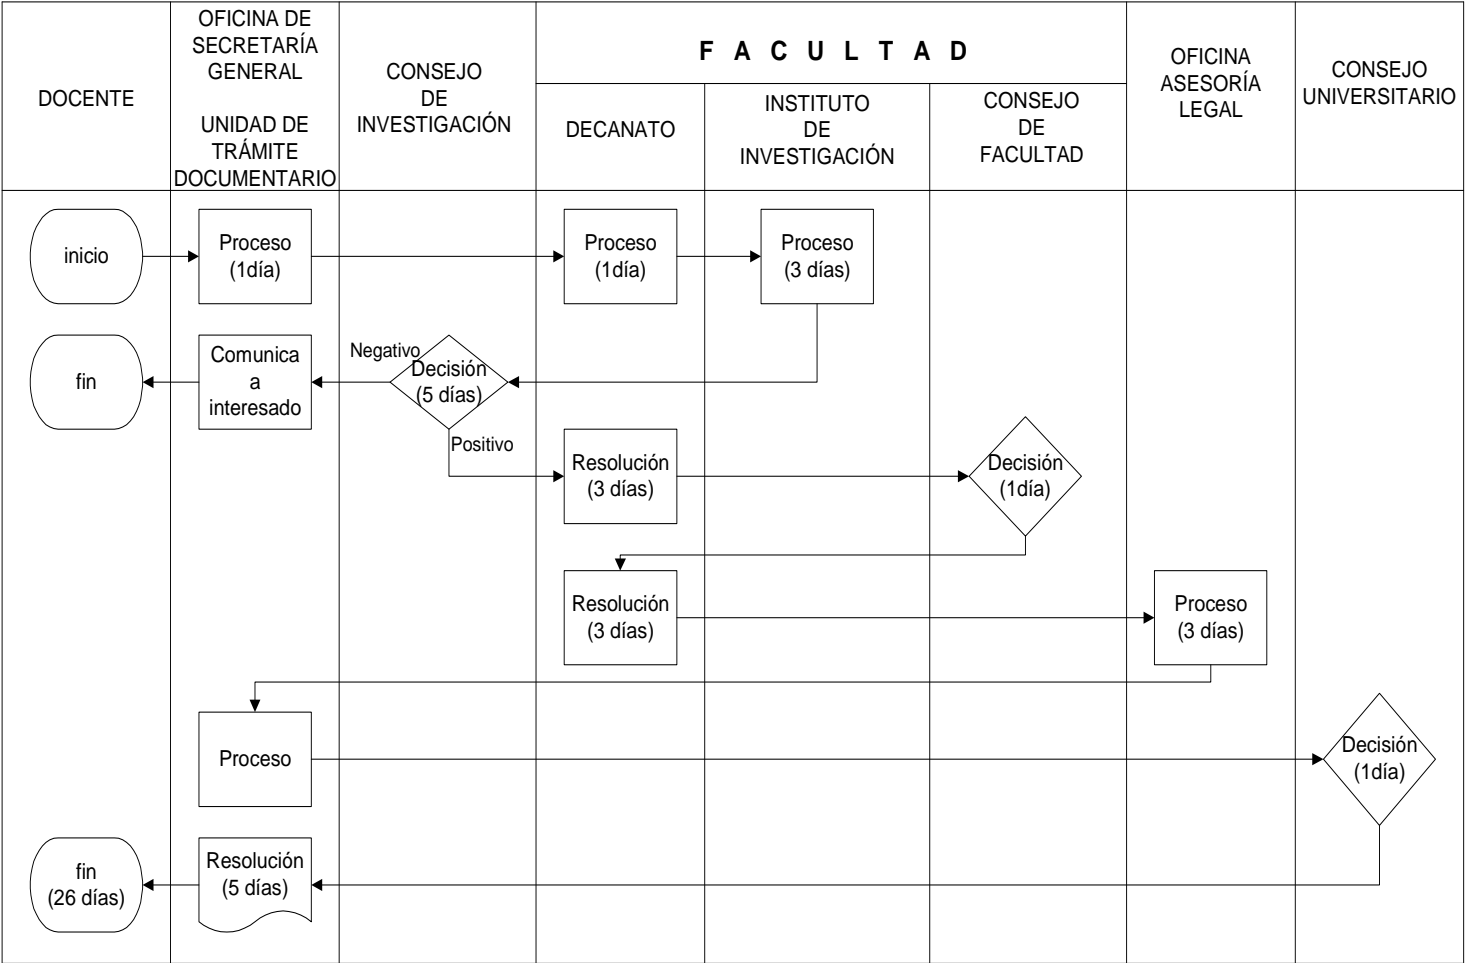 DOCENTE
OFICINA DE
SECRETARÍA
GENERAL
UNIDAD DE
TRÁMITE
DOCUMENTARIO
CONSEJO
DE
INVESTIGACIÓN
F A C U L T A D
DECANATO
INSTITUTO
DE
INVESTIGACIÓN
CONSEJO
DE
FACULTAD
OFICINA
ASESORÍA
LEGAL
CONSEJO
UNIVERSITARIO
inicio
Proceso
(1día)
Proceso
(1día)
Proceso
(3 días)
fin
Comunica
a
interesado
Negativo
Decisión
(5 días)
Positivo
Resolución
(3 días)
Decisión
(1día)
Resolución
(3 días)
Proceso
(3 días)
Proceso
Decisión
(1día)
fin
(26 días)
Resolución
(5 días)